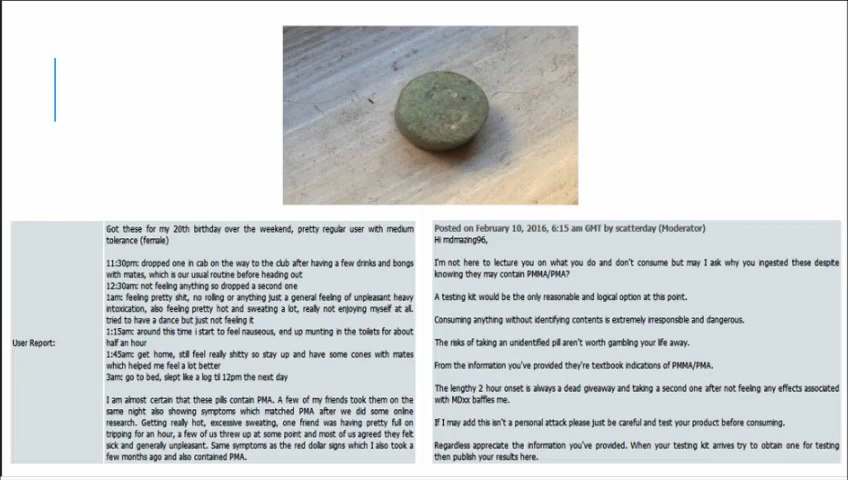 User Report:
Got these for my 20th birthday over the weekend, pretty regular user with medium
tolerance (female)
11:30pm: dropped one in cab on the way to the club after having a few drinks and bongs
with mates, which is our usual routine before heading out
12:30am: not feeling anything so dropped a second one
1am: feeling pretty shit, no rolling or anything just a general feeling of unpleasant heavy
intoxication, also feeling pretty hot and sweating a lot, really not enjoying myself at all.
tried to have a dance but just not feeling it
1:15am: around this time i start to feel nauseous, end up munting in the toilets for about
half an hour
1:45am: get home, still feel really shitty so stay up and have some cones with mates
which helped me feel a lot better
3am: go to bed, slept like a log til 12pm the next day
I am almost certain that these pills contain PMA. A few of my friends took them on the
same night also showing symptoms which matched PMA after we did some online
research. Getting really hot, excessive sweating, one friend was having pretty full on
tripping for an hour, a few of us threw up at some point and most of us agreed they felt
sick and generally unpleasant. Same symptoms as the red dollar signs which I also took a
few months ago and also contained PMA.
Posted on February 10, 2016, 6:15 am GMT by scatterday (Moderator)
Hi mdmazing96,
I'm not here to lecture you on what you do and don't consume but may I ask why you ingested these despite
knowing they may contain PMMA/PMA?
A testing kit would be the only reasonable and logical option at this point.
Consuming anything without identifying contents is extremely irresponsible and dangerous.
The risks of taking an unidentified pill aren't worth gambling your life away.
From the information you've provided they're textbook indications of PMMA/PMA.
The lengthy 2 hour onset is always a dead giveaway and taking a second one after not feeling any effects associated
with MDxx baffles me.
If I may add this isn't a personal attack please just be careful and test your product before consuming.
Regardless appreciate the information you've provided. When your testing kit arrives try to obtain one for testing
then publish your results here.